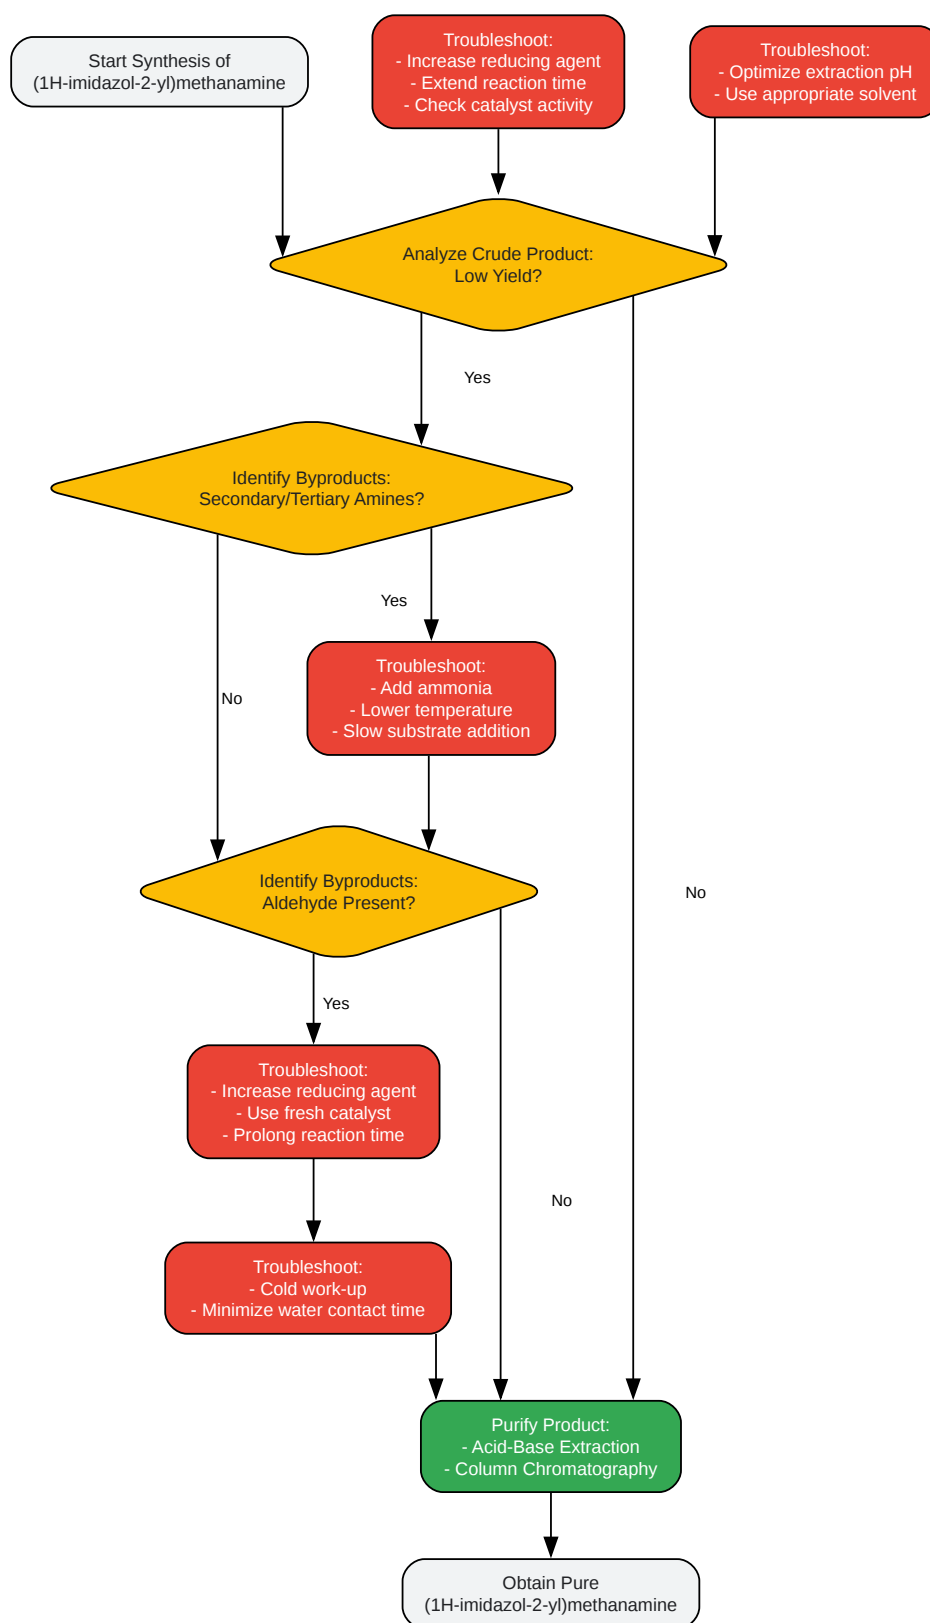 Start Synthesis of
(1H-imidazol-2-yl)methanamine
Troubleshoot:
- Increase reducing agent
- Extend reaction time
- Check catalyst activity
Troubleshoot:
- Optimize extraction pH
- Use appropriate solvent
Analyze Crude Product:
Low Yield?
Yes
Identify Byproducts:
Secondary/Tertiary Amines?
Yes
No
Troubleshoot:
- Add ammonia
- Lower temperature
- Slow substrate addition
Identify Byproducts:
Aldehyde Present?
No
Yes
Troubleshoot:
- Increase reducing agent
- Use fresh catalyst
- Prolong reaction time
No
Troubleshoot:
- Cold work-up
- Minimize water contact time
Purify Product:
- Acid-Base Extraction
- Column Chromatography
Obtain Pure
(1H-imidazol-2-yl)methanamine